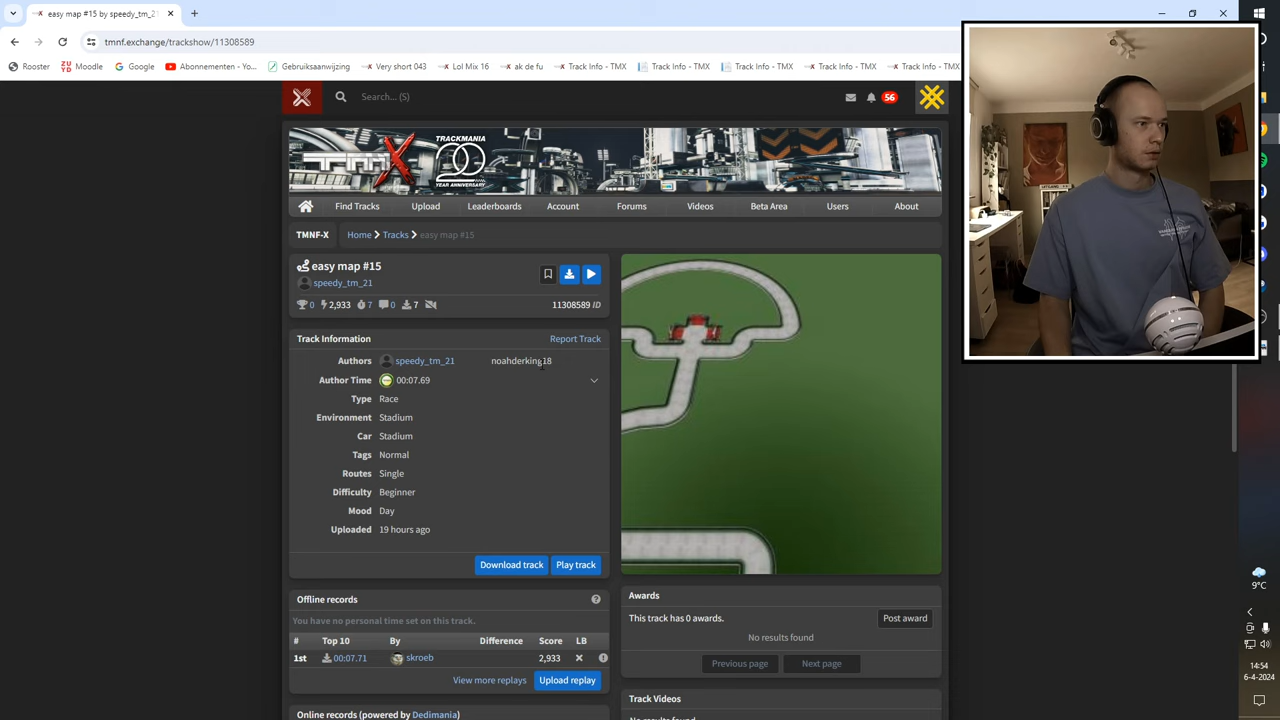 easy map #15 by speedy_tm_21
tmnf.exchange/trackshow/11308589
Rooster
ZUYD
Moodle
Google
Abonnementen - Yo...
Gebruiksaanwijzing
Very short 043
Lol Mix 16
ak de fu
Track Info - TMX
Track Info - TMX
Track Info - TMX
Track Info - TMX
Track Info - TMX
Search... (S)
56
TMX
TRACKMANIA
20
YEAR ANNIVERSARY
Find Tracks
Upload
Leaderboards
Account
Forums
Videos
Beta Area
Users
About
TMNF-X
Home
Tracks
easy map #15
easy map #15
speedy_tm_21
0 2,933 7 0 7
11308589 ID
Track Information
Report Track
Authors speedy_tm_21 noahderking18
Author Time 00:07.69
Type Race
Environment Stadium
Car Stadium
Tags Normal
Routes Single
Difficulty Beginner
Mood Day
Uploaded 19 hours ago
Download track
Play track
Offline records
You have no personal time set on this track.
# Top 10 By Difference Score LB
1st 00:07.71 skroeb 2,933
View more replays
Upload replay
Online records (powered by Dedimania)
Awards
This track has 0 awards.
Post award
No results found
Previous page
Next page
Track Videos
9°C
14:54
6-4-2024